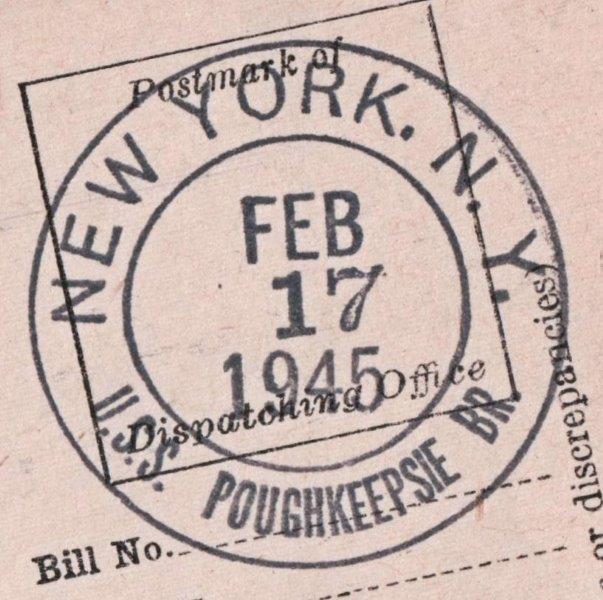 Postmark of
NEW YORK. N. Y.
FEB
17
1945
Dispatching Office
U.S.S. POUGHKEEPSIE BR.
Bill No.
or discrepancies)